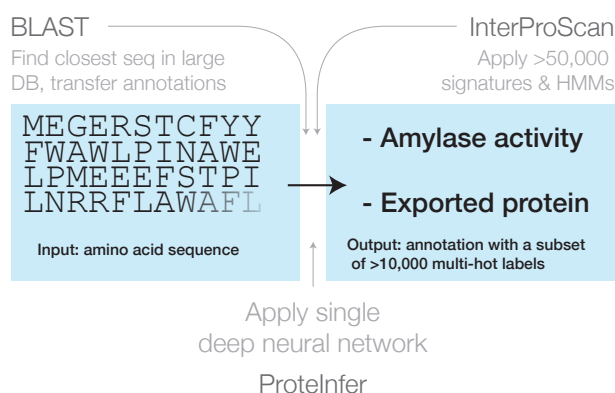 BLAST
Find closest seq in large
DB, transfer annotations
InterProScan
Apply >50,000
signatures & HMMs
MEGERSTCFYY
FWAWLPINAWE
LPMEEEFSTPI
LNRRFLAWAFL
Input: amino acid sequence
- Amylase activity
- Exported protein
Output: annotation with a subset
of >10,000 multi-hot labels
Apply single
deep neural network
ProteInfer